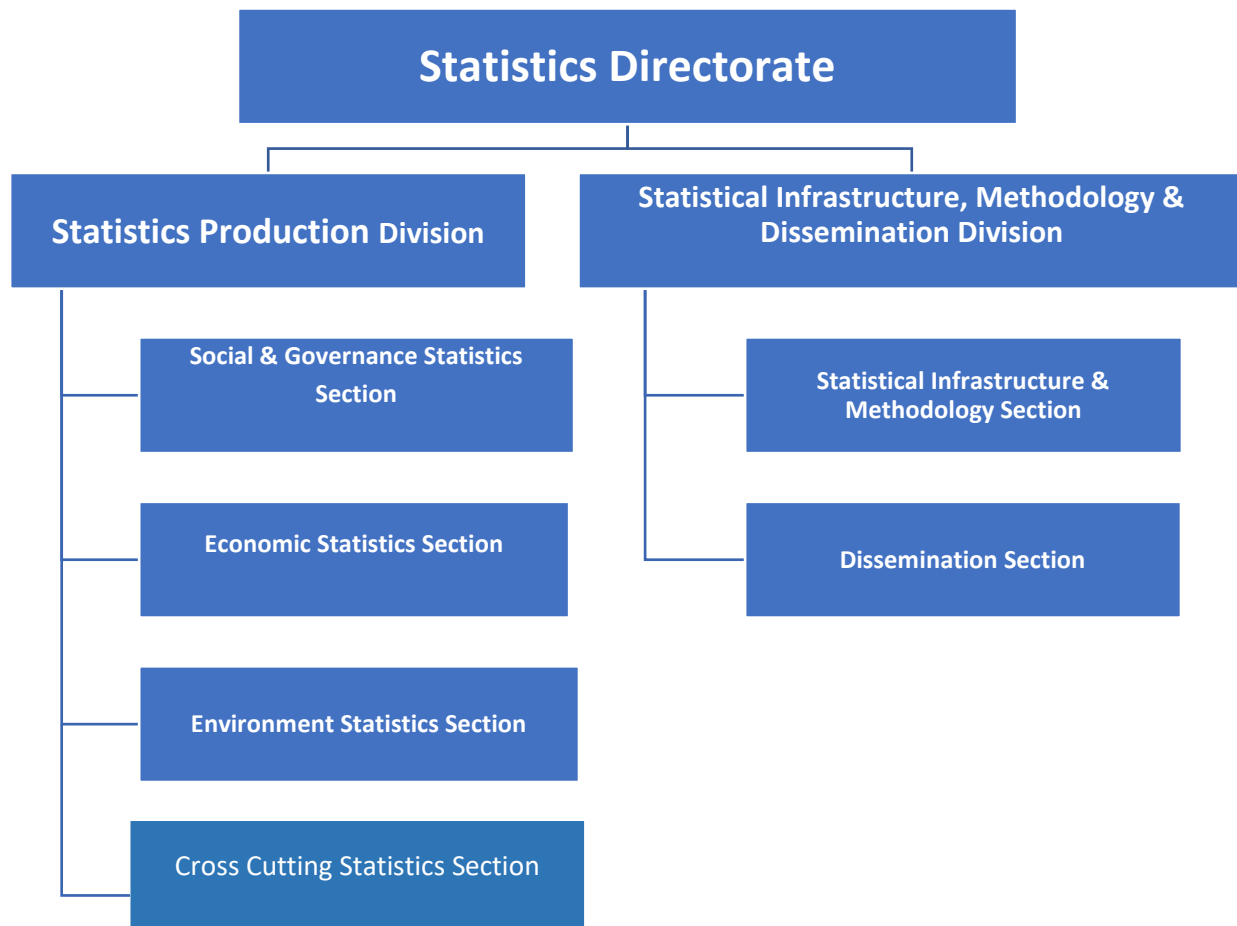 Statistics Directorate
Statistics Production Division
Statistical Infrastructure, Methodology &
Dissemination Division
Social & Governance Statistics
Section
Statistical Infrastructure &
Methodology Section
Economic Statistics Section
Dissemination Section
Environment Statistics Section
Cross Cutting Statistics Section